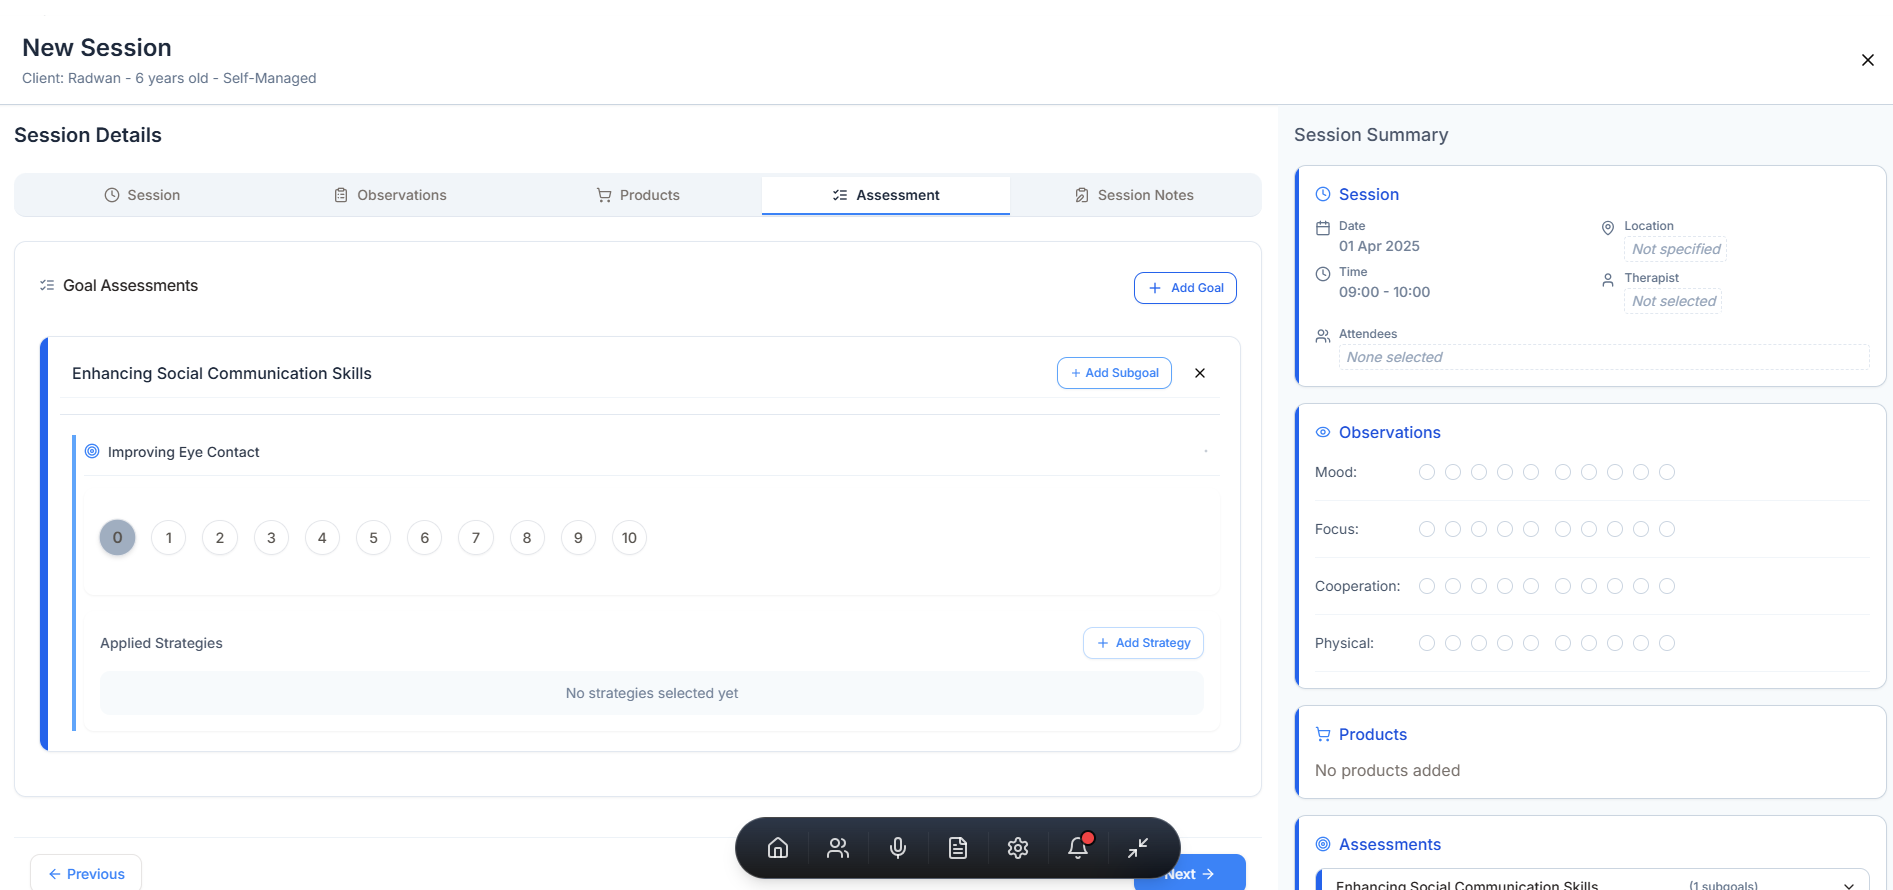 New Session
Client: Radwan - 6 years old - Self-Managed
Session Details
Session
Observations
Products
Assessment
Session Notes
Goal Assessments
Add Goal
Enhancing Social Communication Skills
Add Subgoal
Improving Eye Contact
0 1 2 3 4 5 6 7 8 9 10
Applied Strategies
Add Strategy
No strategies selected yet
Previous
Next
Session Summary
Session
Date
01 Apr 2025
Location
Not specified
Time
09:00 - 10:00
Therapist
Not selected
Attendees
None selected
Observations
Mood:
Focus:
Cooperation:
Physical:
Products
No products added
Assessments
Enhancing Social Communication Skills (1 subgoals)